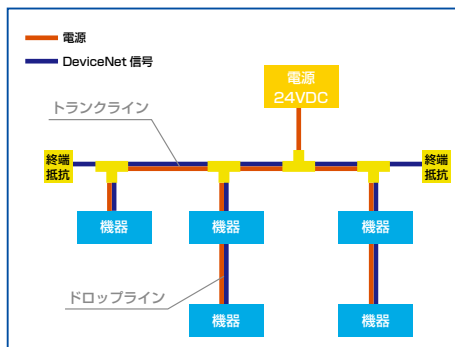 電源
DeviceNet 信号
電源
24VDC
トランクライン
終端
抵抗
終端
抵抗
機器
機器
機器
ドロップライン
機器
機器